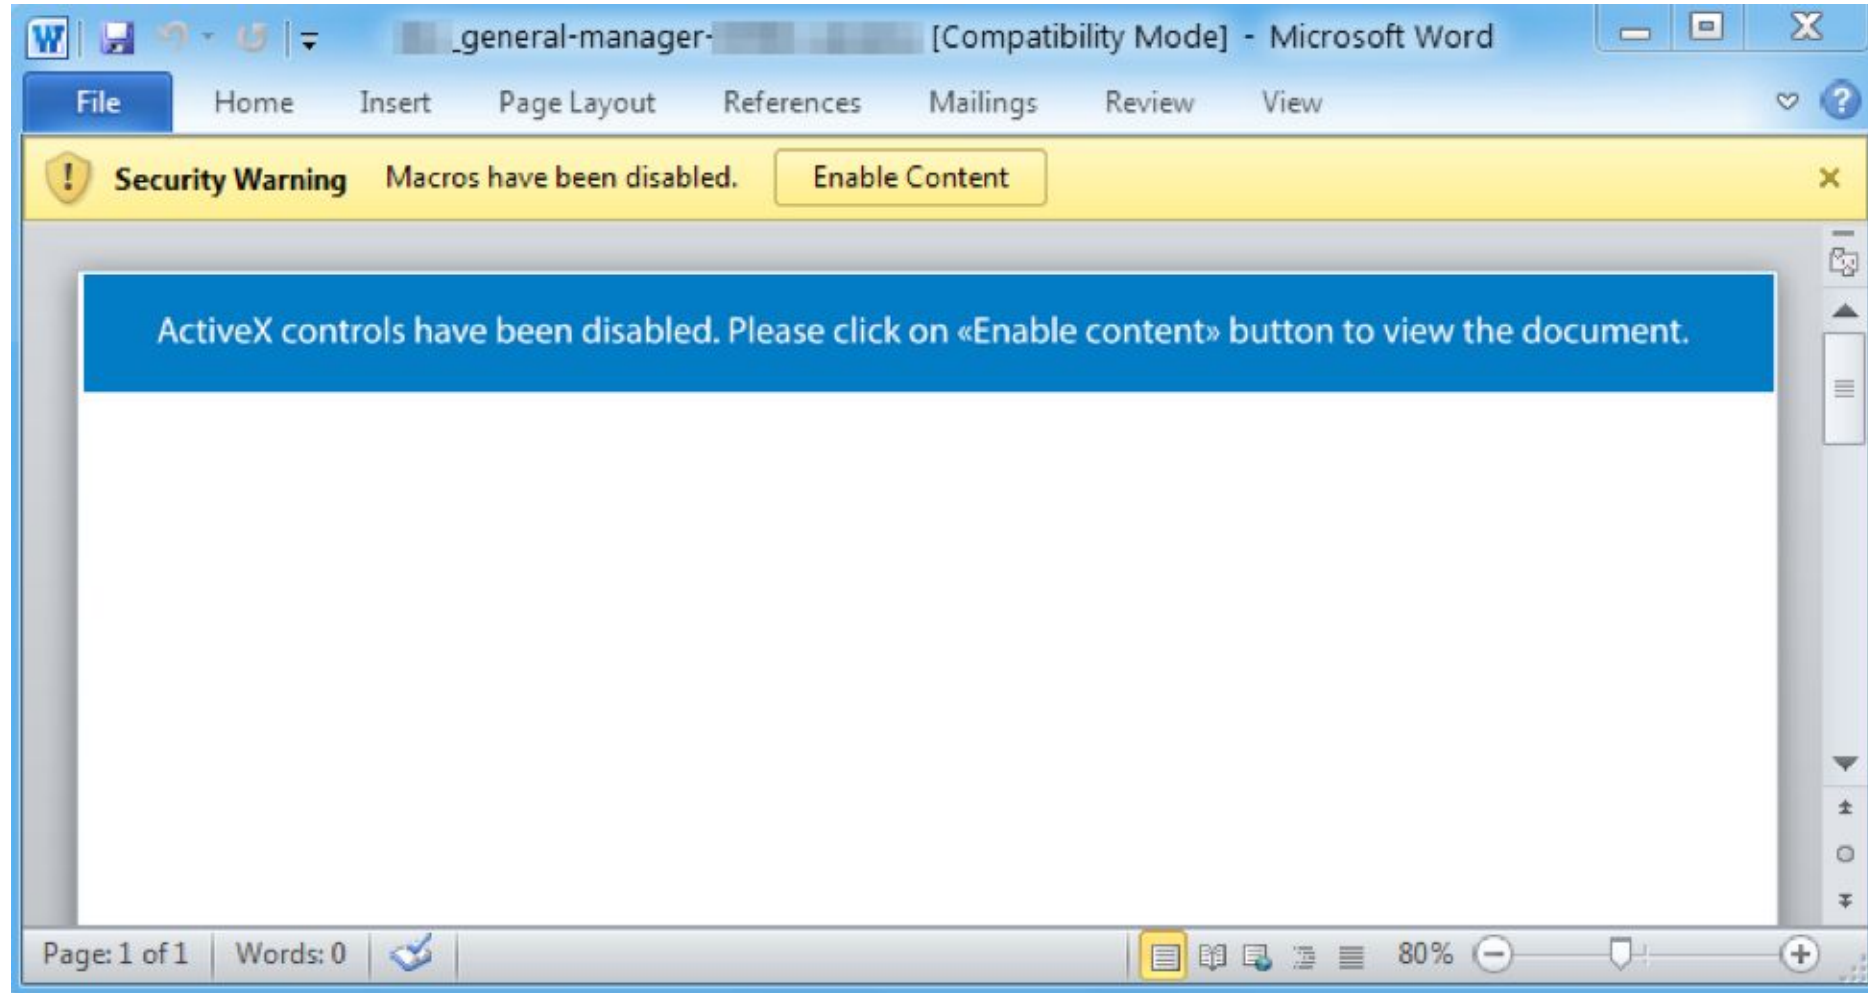 _general-manager- [Compatibility Mode] - Microsoft Word
File Home Insert Page Layout References Mailings Review View
Security Warning Macros have been disabled. Enable Content
ActiveX controls have been disabled. Please click on «Enable content» button to view the document.
Page: 1 of 1 Words: 0 80%